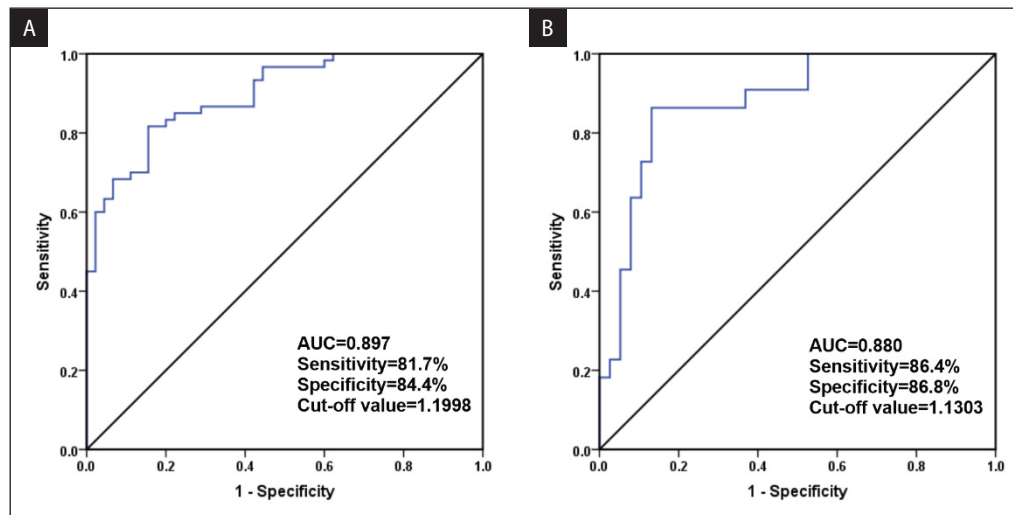 A
1.0
0.8
0.6
0.4
0.2
0.0
Sensitivity
AUC=0.897
Sensitivity=81.7%
Specificity=84.4%
Cut-off value=1.1998
0.0 0.2 0.4 0.6 0.8 1.0
1 - Specificity
B
1.0
0.8
0.6
0.4
0.2
0.0
Sensitivity
AUC=0.880
Sensitivity=86.4%
Specificity=86.8%
Cut-off value=1.1303
0.0 0.2 0.4 0.6 0.8 1.0
1 - Specificity